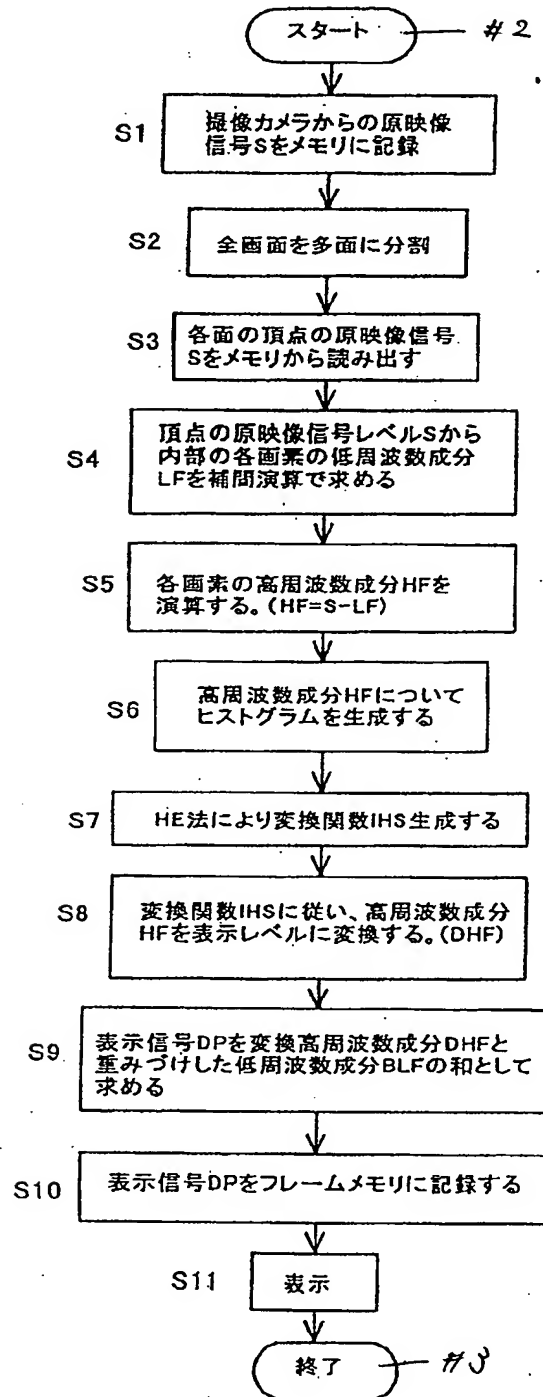 スタート
#2
S1
撮像カメラからの原映像
信号Sをメモリに記録
S2
全画面を多面に分割
S3
各面の頂点の原映像信号
Sをメモリから読み出す
S4
頂点の原映像信号レベルSから
内部の各画素の低周波数成分
LFを補間演算で求める
S5
各画素の高周波数成分HFを
演算する。(HF=S-LF)
S6
高周波数成分HFについて
ヒストグラムを生成する
S7
HE法により変換関数IHS生成する
S8
変換関数IHSに従い、高周波数成分
HFを表示レベルに変換する。(DHF)
S9
表示信号DPを変換高周波数成分DHFと
重みづけした低周波数成分BLFの和として
求める
S10
表示信号DPをフレームメモリに記録する
S11
表示
終了
#3